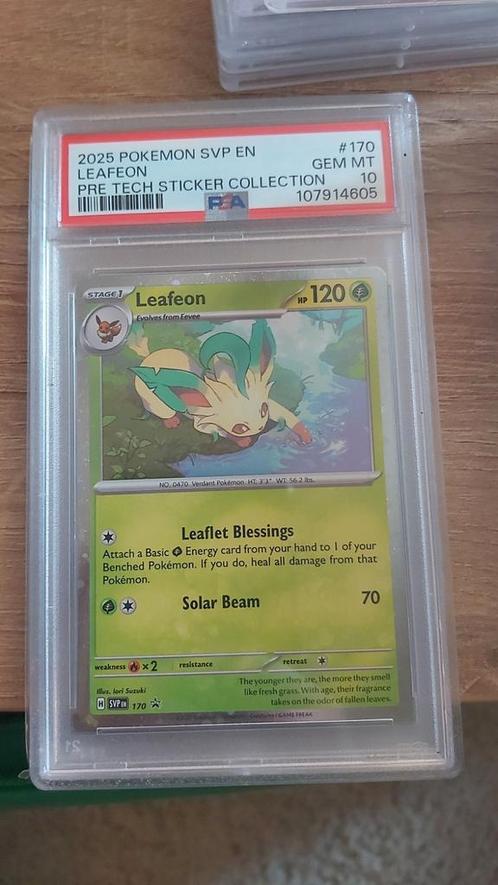 2025 POKEMON SVP EN #170
LEAFEON GEM MT
PRE TECH STICKER COLLECTION 10
PSA 107914605
STAGE 1 Leafeon HP 120
Evolves from Eevee
NO. 0470 Verdant Pokémon HT: 3'3" WT: 56.2 lbs.
Leaflet Blessings
Attach a Basic Energy card from your hand to 1 of your
Benched Pokémon. If you do, heal all damage from that
Pokémon.
Solar Beam 70
weakness ×2 resistance retreat
The younger they are, the more they smell
Illus. Iori Suzuki like fresh grass. With age, their fragrance
takes on the odor of fallen leaves.
H SVP EN 170
GAME FREAK